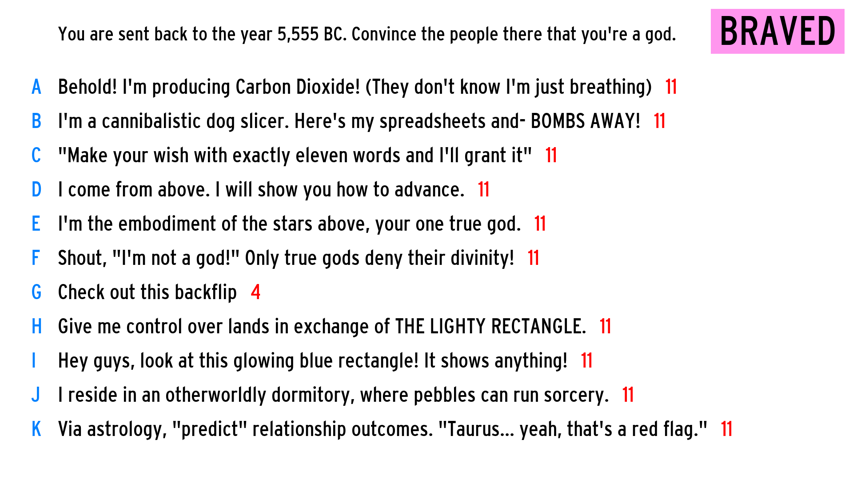 You are sent back to the year 5,555 BC. Convince the people there that you're a god.
BRAVED
A Behold! I'm producing Carbon Dioxide! (They don't know I'm just breathing) 11
B I'm a cannibalistic dog slicer. Here's my spreadsheets and- BOMBS AWAY! 11
C "Make your wish with exactly eleven words and I'll grant it" 11
D I come from above. I will show you how to advance. 11
E I'm the embodiment of the stars above, your one true god. 11
F Shout, "I'm not a god!" Only true gods deny their divinity! 11
G Check out this backflip 4
H Give me control over lands in exchange of THE LIGHTY RECTANGLE. 11
I Hey guys, look at this glowing blue rectangle! It shows anything! 11
J I reside in an otherworldly dormitory, where pebbles can run sorcery. 11
K Via astrology, "predict" relationship outcomes. "Taurus... yeah, that's a red flag." 11